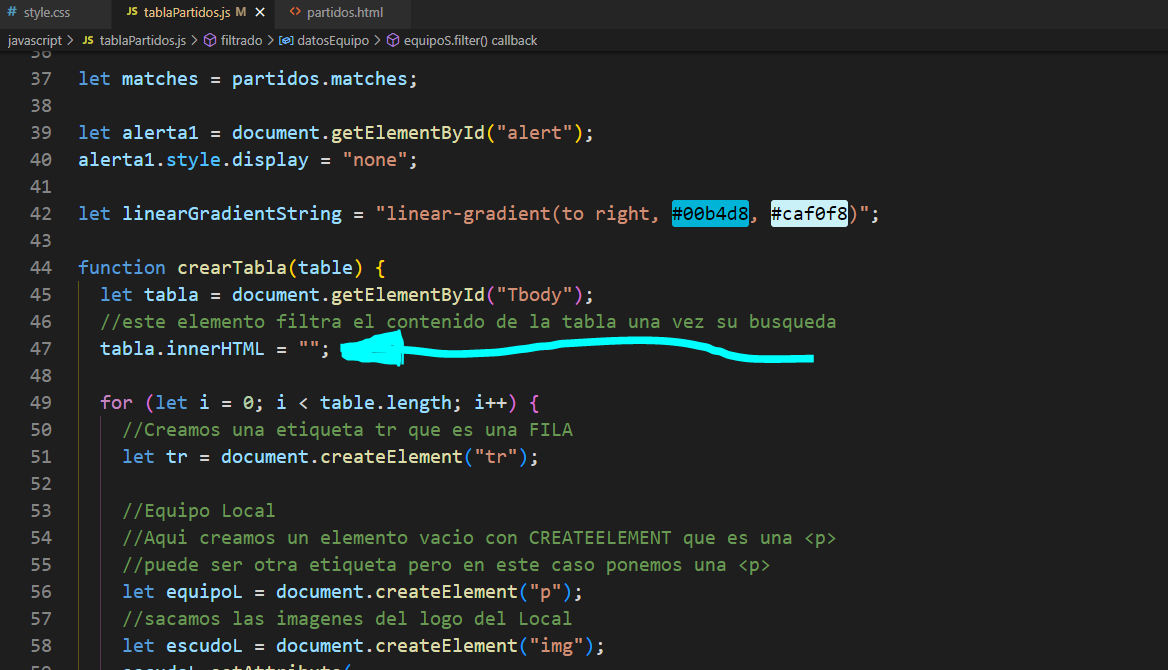 # style.css JS tablaPartidos.js M × <> partidos.html
javascript > JS tablaPartidos.js > filtrado > datosEquipo > equipoS.filter() callback
36
37 let matches = partidos.matches;
38
39 let alerta1 = document.getElementById("alert");
40 alerta1.style.display = "none";
41
42 let linearGradientString = "linear-gradient(to right, #00b4d8, #caf0f8)";
43
44 function crearTabla(table) {
45 let tabla = document.getElementById("Tbody");
46 //este elemento filtra el contenido de la tabla una vez su busqueda
47 tabla.innerHTML = "";
48
49 for (let i = 0; i < table.length; i++) {
50 //Creamos una etiqueta tr que es una FILA
51 let tr = document.createElement("tr");
52
53 //Equipo Local
54 //Aqui creamos un elemento vacio con CREATEELEMENT que es una <p>
55 //puede ser otra etiqueta pero en este caso ponemos una <p>
56 let equipoL = document.createElement("p");
57 //sacamos las imagenes del logo del Local
58 let escudoL = document.createElement("img");
59 escudoL.setAttribute(